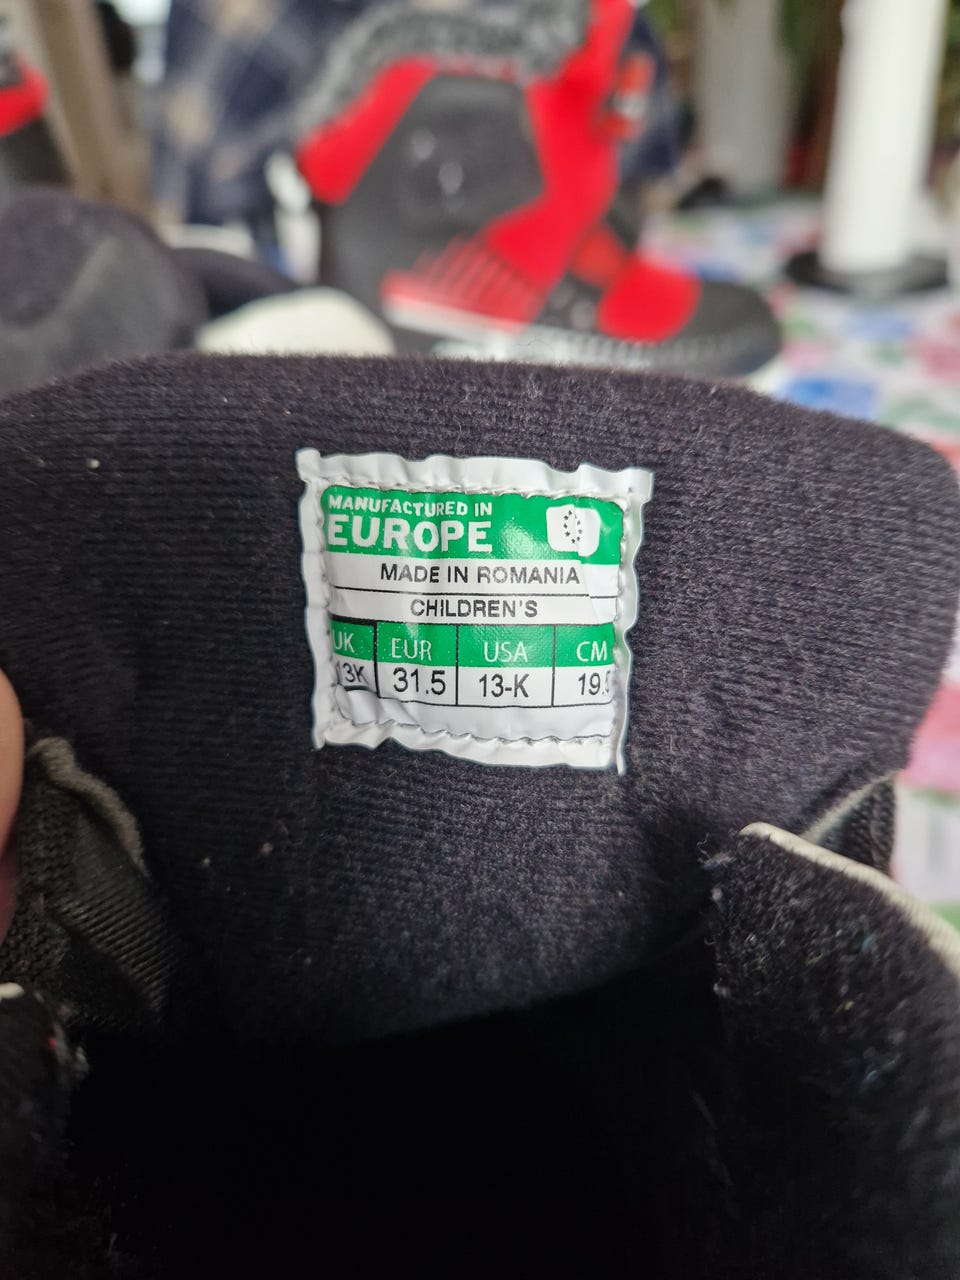 MANUFACTURED IN
EUROPE
MADE IN ROMANIA
CHILDREN'S
UK EUR USA CM
13K 31.5 13-K 19.5